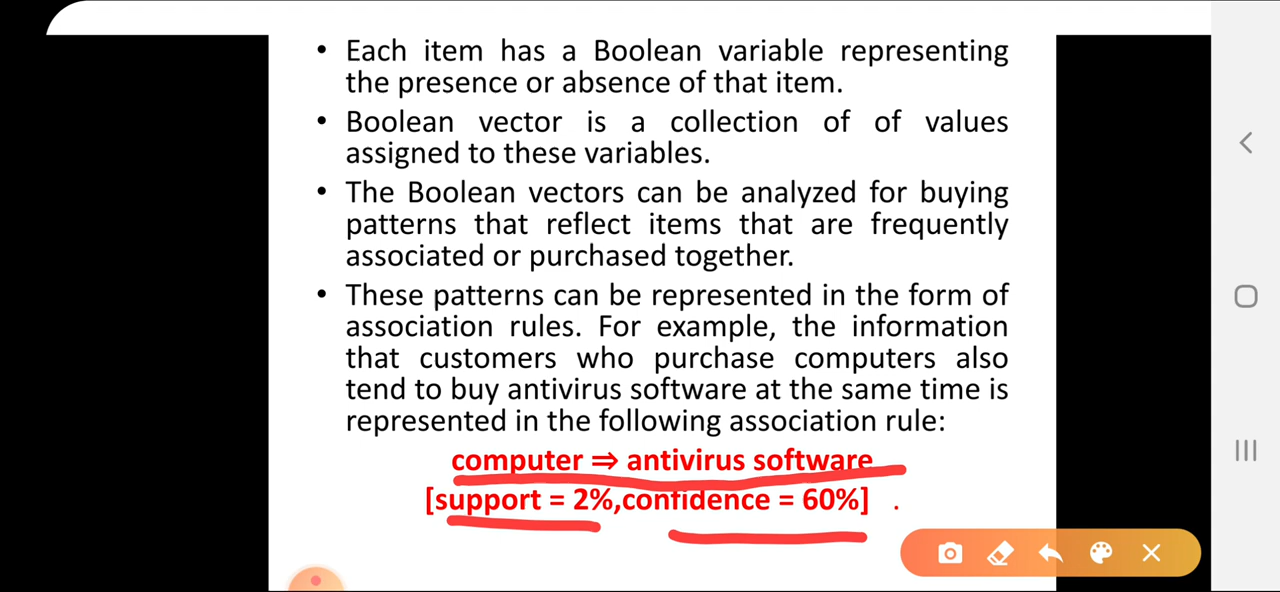 • Each item has a Boolean variable representing
the presence or absence of that item.
• Boolean vector is a collection of of values
assigned to these variables.
• The Boolean vectors can be analyzed for buying
patterns that reflect items that are frequently
associated or purchased together.
• These patterns can be represented in the form of
association rules. For example, the information
that customers who purchase computers also
tend to buy antivirus software at the same time is
represented in the following association rule:
computer ⇒ antivirus software
[support = 2%,confidence = 60%] .